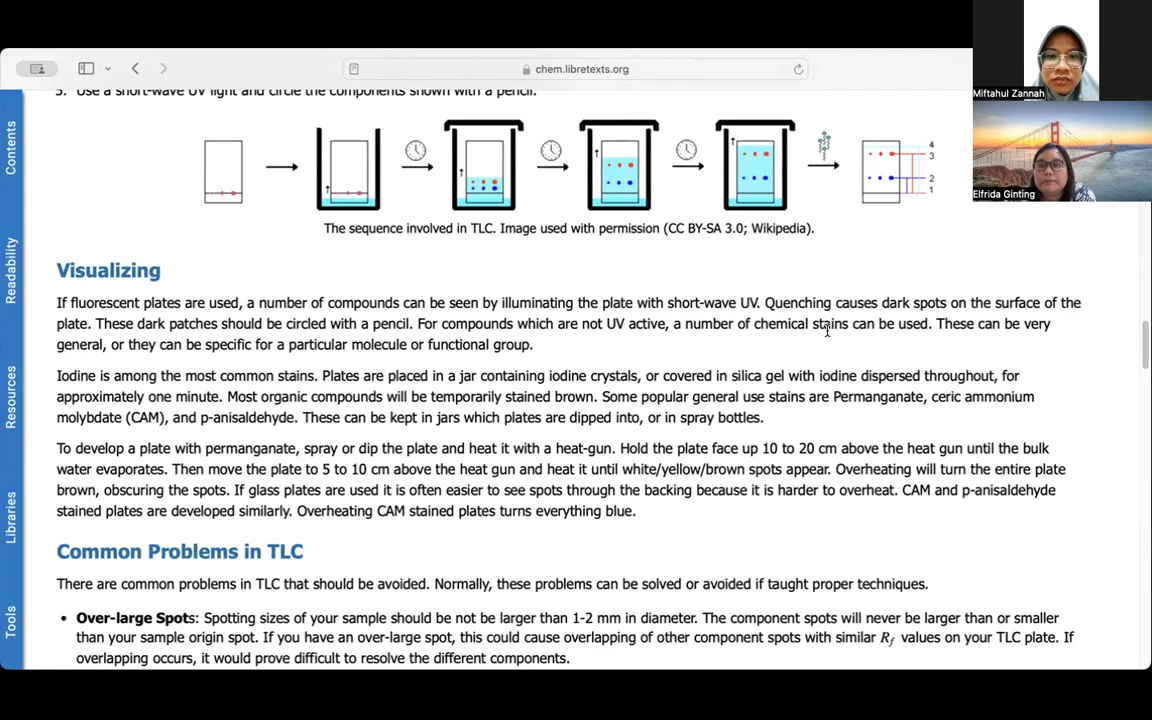 chem.libretexts.org
Miftahul Zannah
Elfrida Ginting
Contents
Readability
Resources
Libraries
Tools
5. Use a short-wave UV light and circle the components shown with a pencil.
4
3
2
1
The sequence involved in TLC. Image used with permission (CC BY-SA 3.0; Wikipedia).
Visualizing
If fluorescent plates are used, a number of compounds can be seen by illuminating the plate with short-wave UV. Quenching causes dark spots on the surface of the
plate. These dark patches should be circled with a pencil. For compounds which are not UV active, a number of chemical stains can be used. These can be very
general, or they can be specific for a particular molecule or functional group.
Iodine is among the most common stains. Plates are placed in a jar containing iodine crystals, or covered in silica gel with iodine dispersed throughout, for
approximately one minute. Most organic compounds will be temporarily stained brown. Some popular general use stains are Permanganate, ceric ammonium
molybdate (CAM), and p-anisaldehyde. These can be kept in jars which plates are dipped into, or in spray bottles.
To develop a plate with permanganate, spray or dip the plate and heat it with a heat-gun. Hold the plate face up 10 to 20 cm above the heat gun until the bulk
water evaporates. Then move the plate to 5 to 10 cm above the heat gun and heat it until white/yellow/brown spots appear. Overheating will turn the entire plate
brown, obscuring the spots. If glass plates are used it is often easier to see spots through the backing because it is harder to overheat. CAM and p-anisaldehyde
stained plates are developed similarly. Overheating CAM stained plates turns everything blue.
Common Problems in TLC
There are common problems in TLC that should be avoided. Normally, these problems can be solved or avoided if taught proper techniques.
• Over-large Spots: Spotting sizes of your sample should be not be larger than 1-2 mm in diameter. The component spots will never be larger than or smaller
than your sample origin spot. If you have an over-large spot, this could cause overlapping of other component spots with similar Rf values on your TLC plate. If
overlapping occurs, it would prove difficult to resolve the different components.